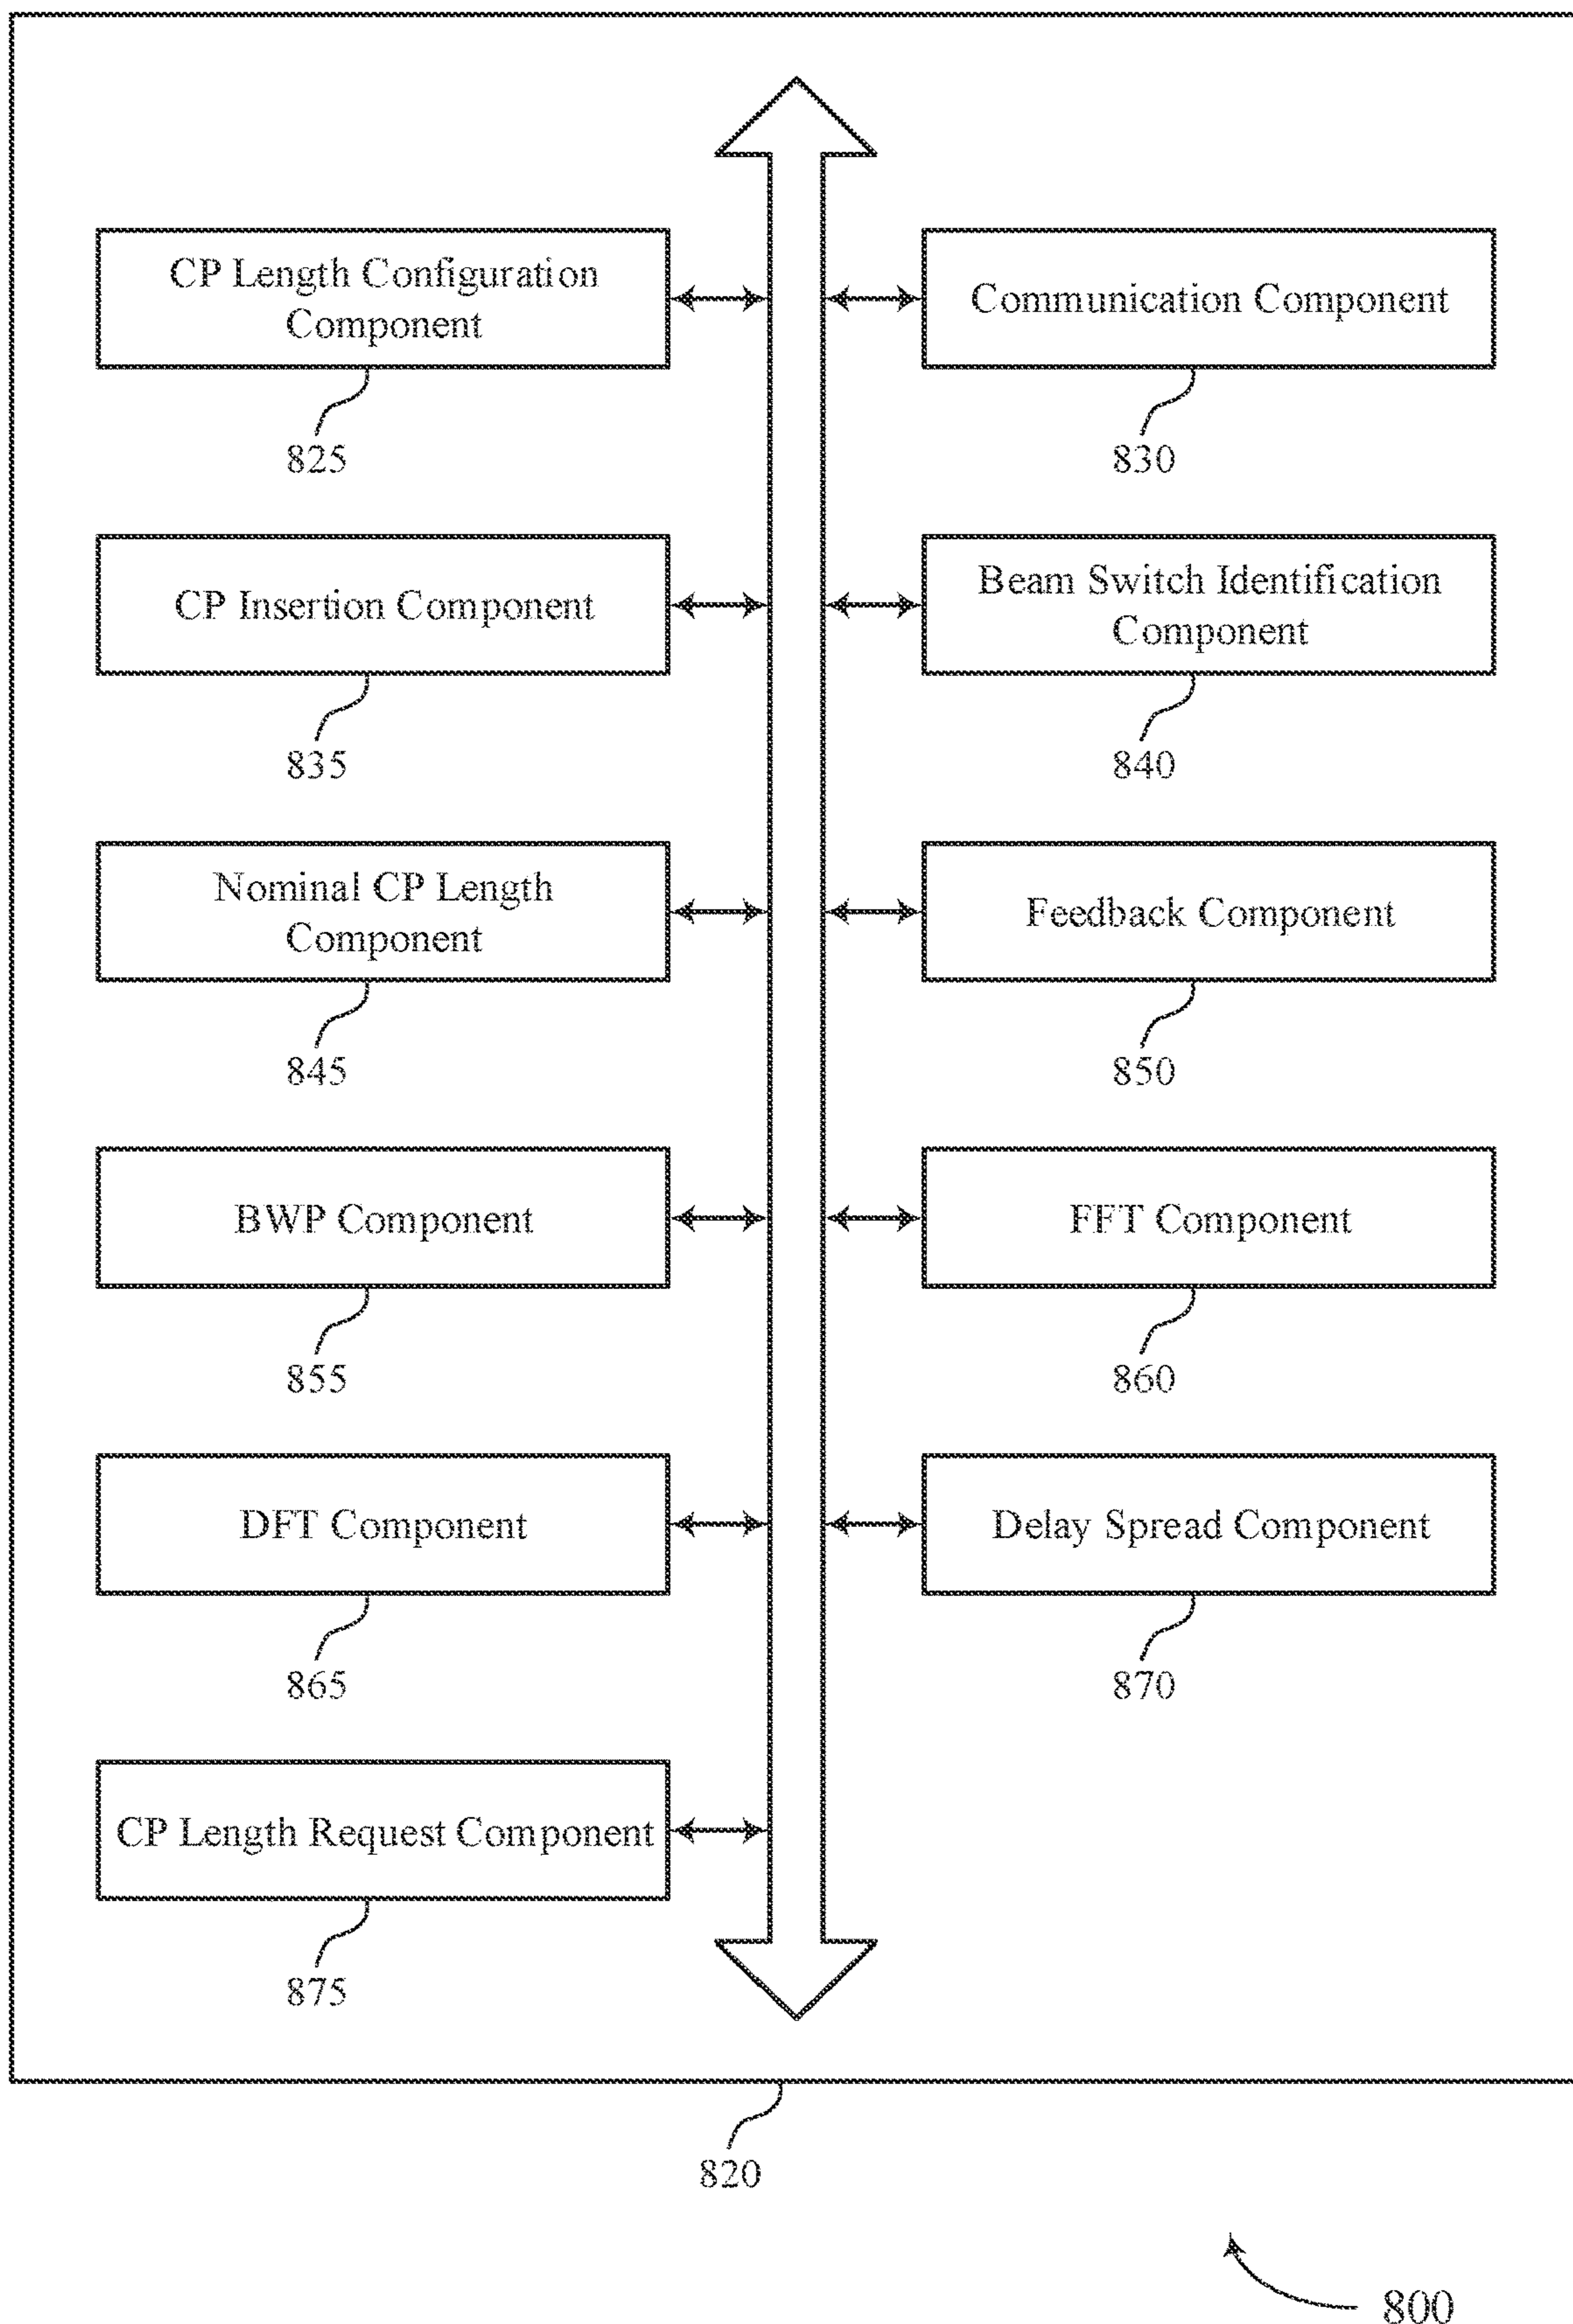 CP Length Configuration
Component
825
Communication Component
830
CP Insertion Component
835
Beam Switch Identification
Component
840
Nominal CP Length
Component
845
Feedback Component
850
BWP Component
855
FFT Component
860
DFT Component
865
Delay Spread Component
870
CP Length Request Component
875
820
800